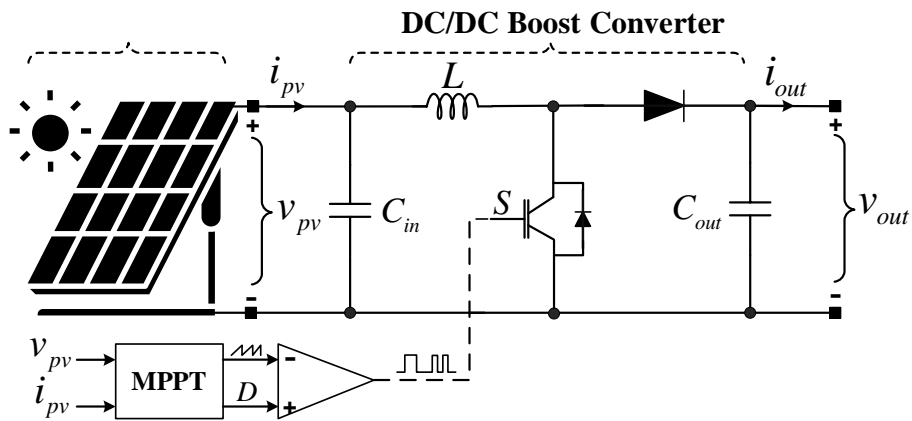 DC/DC Boost Converter
i_pv
L
i_out
+
+
v_pv
C_in
S
C_out
v_out
-
-
v_pv
-
MPPT
i_pv
D
+